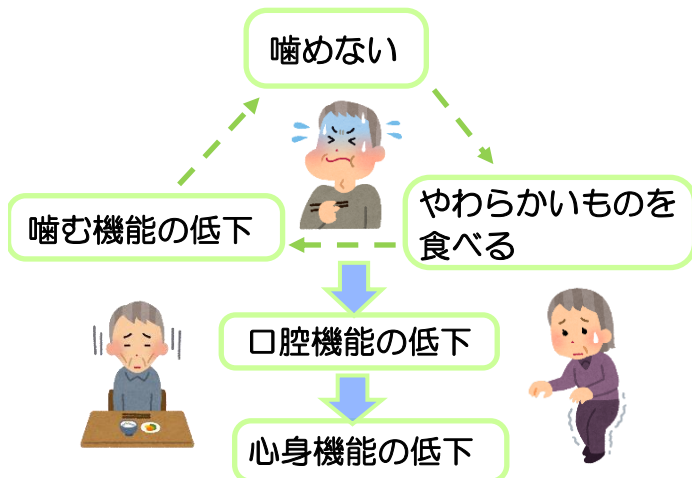 噛めない
やわらかいものを
食べる
噛む機能の低下
口腔機能の低下
心身機能の低下